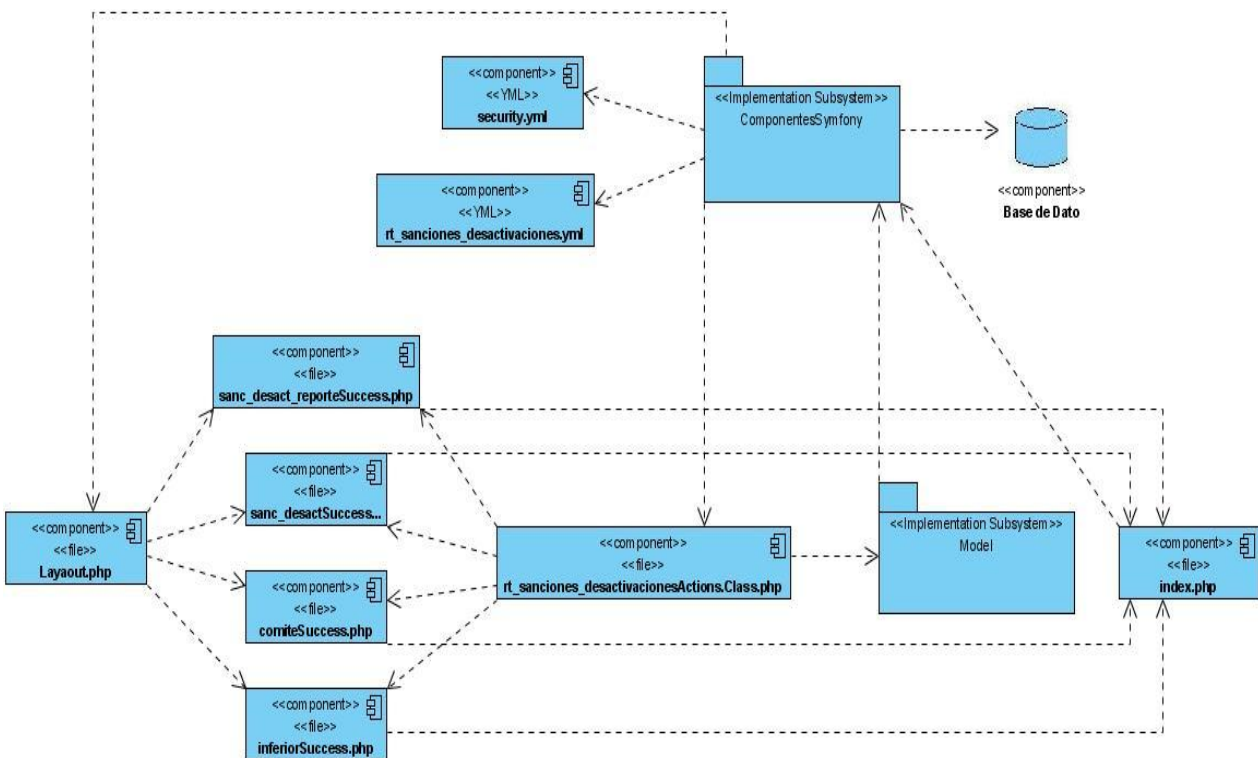 <<component>>
<<YML>>
security.yml
<<Implementation Subsystem>>
ComponentesSymfony
<<component>>
Base de Dato
<<component>>
<<YML>>
rt_sanciones_desactivaciones.yml
<<component>>
<<file>>
sanc_desact_reporteSuccess.php
<<component>>
<<file>>
sanc_desactSuccess...
<<component>>
<<file>>
Layaout.php
<<component>>
<<file>>
rt_sanciones_desactivacionesActions.Class.php
<<Implementation Subsystem>>
Model
<<component>>
<<file>>
index.php
<<component>>
<<file>>
comiteSuccess.php
<<component>>
<<file>>
inferiorSuccess.php